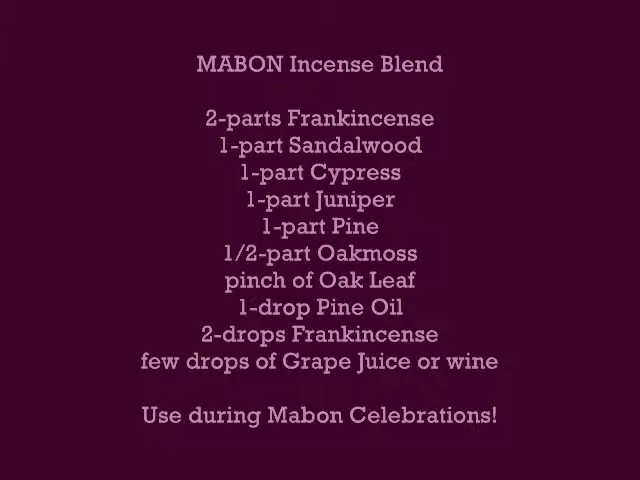 MABON Incense Blend
2-parts Frankincense
1-part Sandalwood
1-part Cypress
1-part Juniper
1-part Pine
1/2-part Oakmoss
pinch of Oak Leaf
1-drop Pine Oil
2-drops Frankincense
few drops of Grape Juice or wine
Use during Mabon Celebrations!